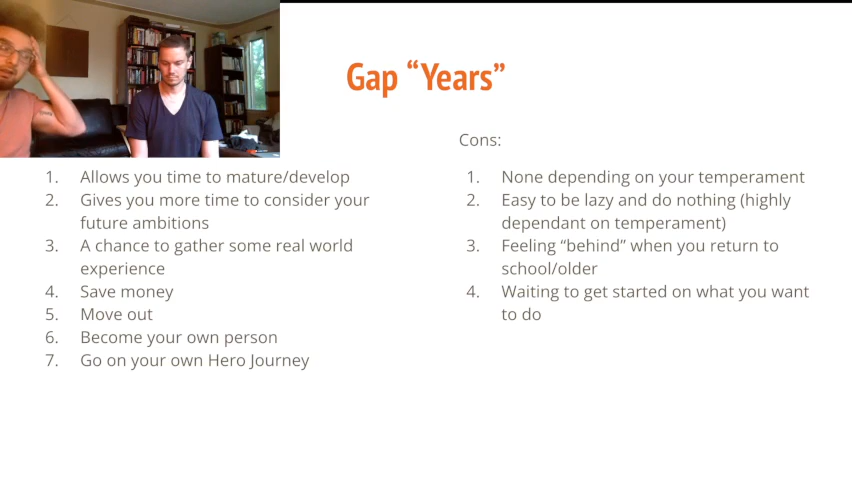 Gap “Years”
1. Allows you time to mature/develop
2. Gives you more time to consider your
future ambitions
3. A chance to gather some real world
experience
4. Save money
5. Move out
6. Become your own person
7. Go on your own Hero Journey
Cons:
1. None depending on your temperament
2. Easy to be lazy and do nothing (highly
dependant on temperament)
3. Feeling “behind” when you return to
school/older
4. Waiting to get started on what you want
to do